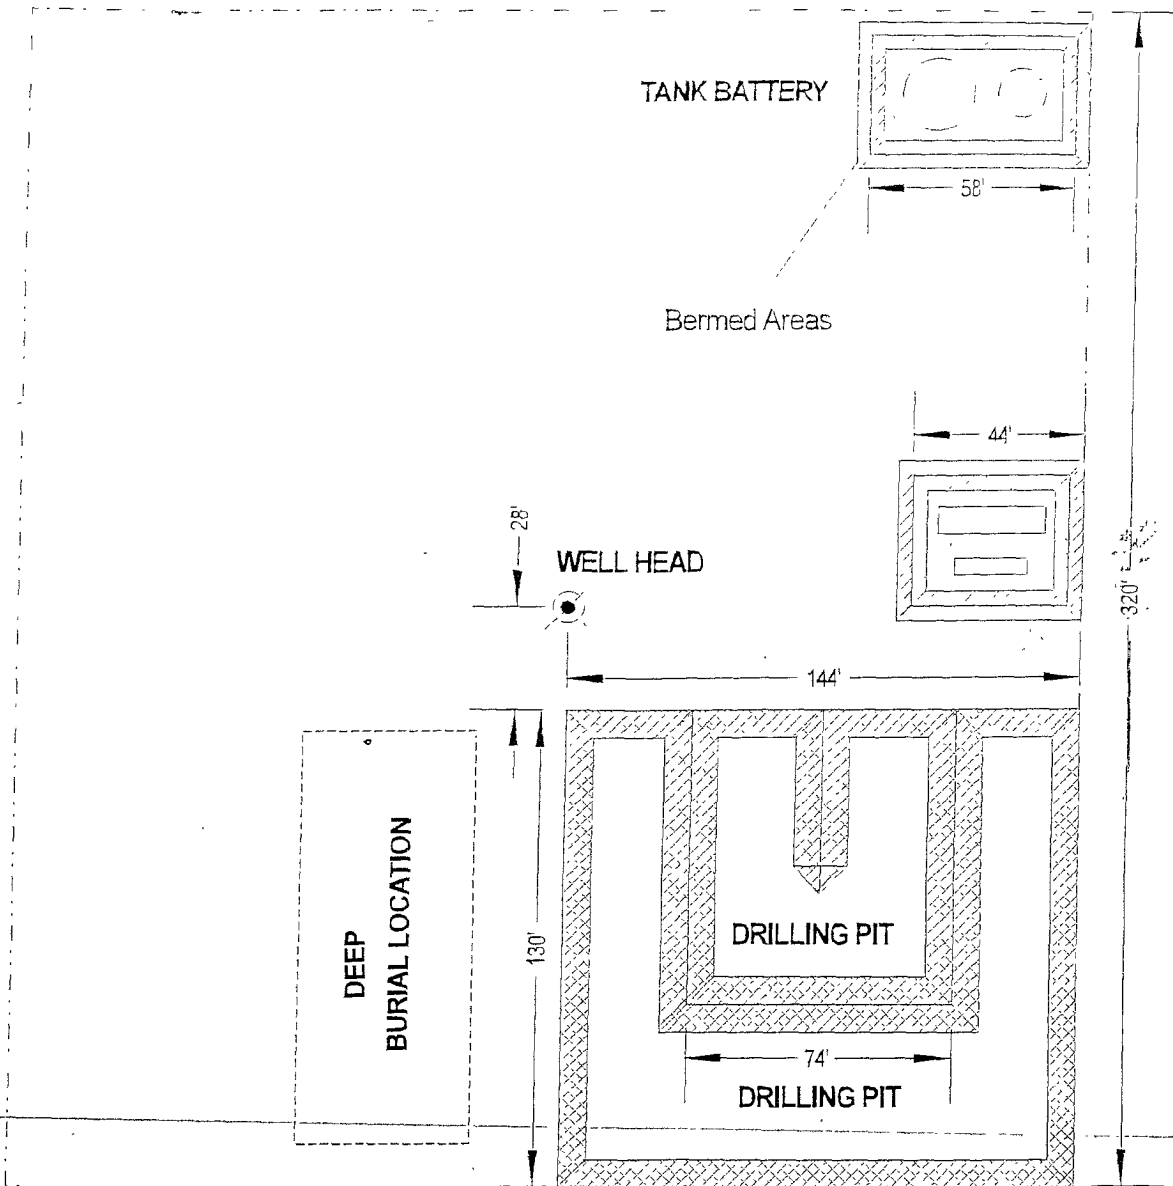 TANK BATTERY
58'
Bermed Areas
44'
28'
WELL HEAD
320'
144'
DEEP
BURIAL LOCATION
130'
DRILLING PIT
74'
DRILLING PIT